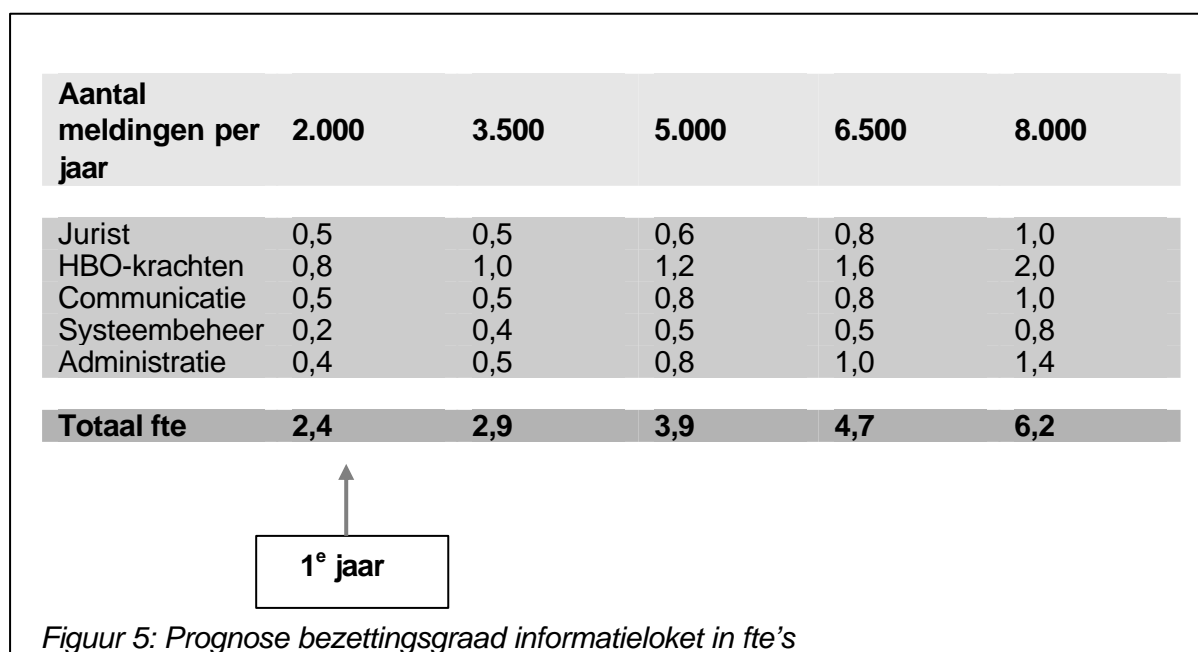 Aantal
meldingen per 2.000 3.500 5.000 6.500 8.000
jaar
Jurist 0,5 0,5 0,6 0,8 1,0
HBO-krachten 0,8 1,0 1,2 1,6 2,0
Communicatie 0,5 0,5 0,8 0,8 1,0
Systeembeheer 0,2 0,4 0,5 0,5 0,8
Administratie 0,4 0,5 0,8 1,0 1,4
Totaal fte 2,4 2,9 3,9 4,7 6,2
1e jaar
Figuur 5: Prognose bezettingsgraad informatieloket in fte's